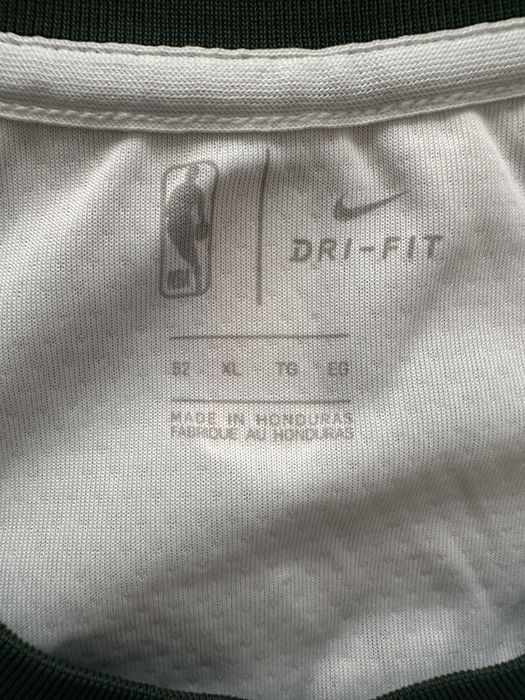 DRI-FIT
52 XL TG EG
MADE IN HONDURAS
FABRIQUE AU HONDURAS